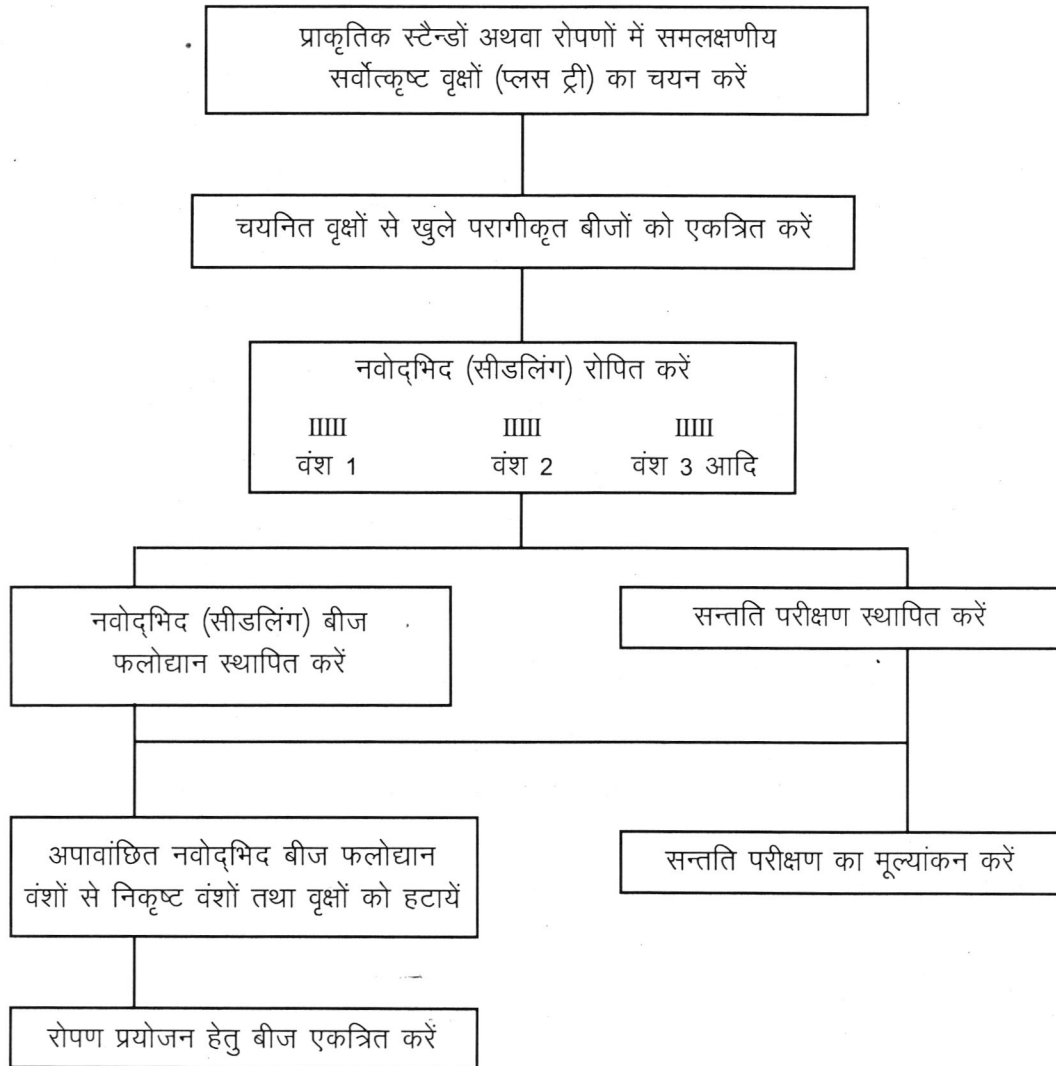 प्राकृतिक स्टैन्डों अथवा रोपणों में समलक्षणीय
सर्वोत्कृष्ट वृक्षों (प्लस ट्री) का चयन करें
चयनित वृक्षों से खुले परागीकृत बीजों को एकत्रित करें
नवोद्‌भिद (सीडलिंग) रोपित करें
IIIII IIIII IIIII
वंश 1 वंश 2 वंश 3 आदि
नवोद्‌भिद (सीडलिंग) बीज
फलोद्यान स्थापित करें
सन्तति परीक्षण स्थापित करें
अपावांछित नवोद्‌भिद बीज फलोद्यान
वंशों से निकृष्ट वंशों तथा वृक्षों को हटायें
सन्तति परीक्षण का मूल्यांकन करें
रोपण प्रयोजन हेतु बीज एकत्रित करें